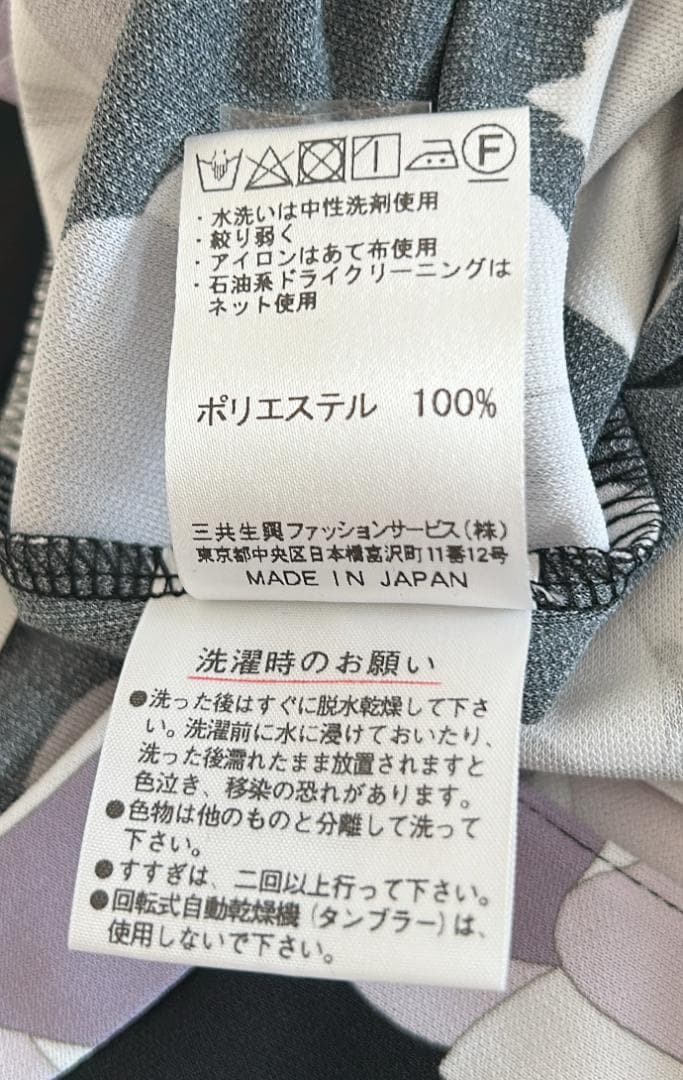 F
・水洗いは中性洗剤使用
・絞り弱く
・アイロンはあて布使用
・石油系ドライクリーニングは
ネット使用
ポリエステル 100%
三共生興ファッションサービス(株)
東京都中央区日本橋富沢町11番12号
MADE IN JAPAN
洗濯時のお願い
●洗った後はすぐに脱水乾燥して下さ
い。洗濯前に水に浸けておいたり、
洗った後濡れたまま放置されますと
色泣き、移染の恐れがあります。
●色物は他のものと分離して洗って
下さい。
●すすぎは、二回以上行って下さい。
●回転式自動乾燥機(タンブラー)は、
使用しないで下さい。